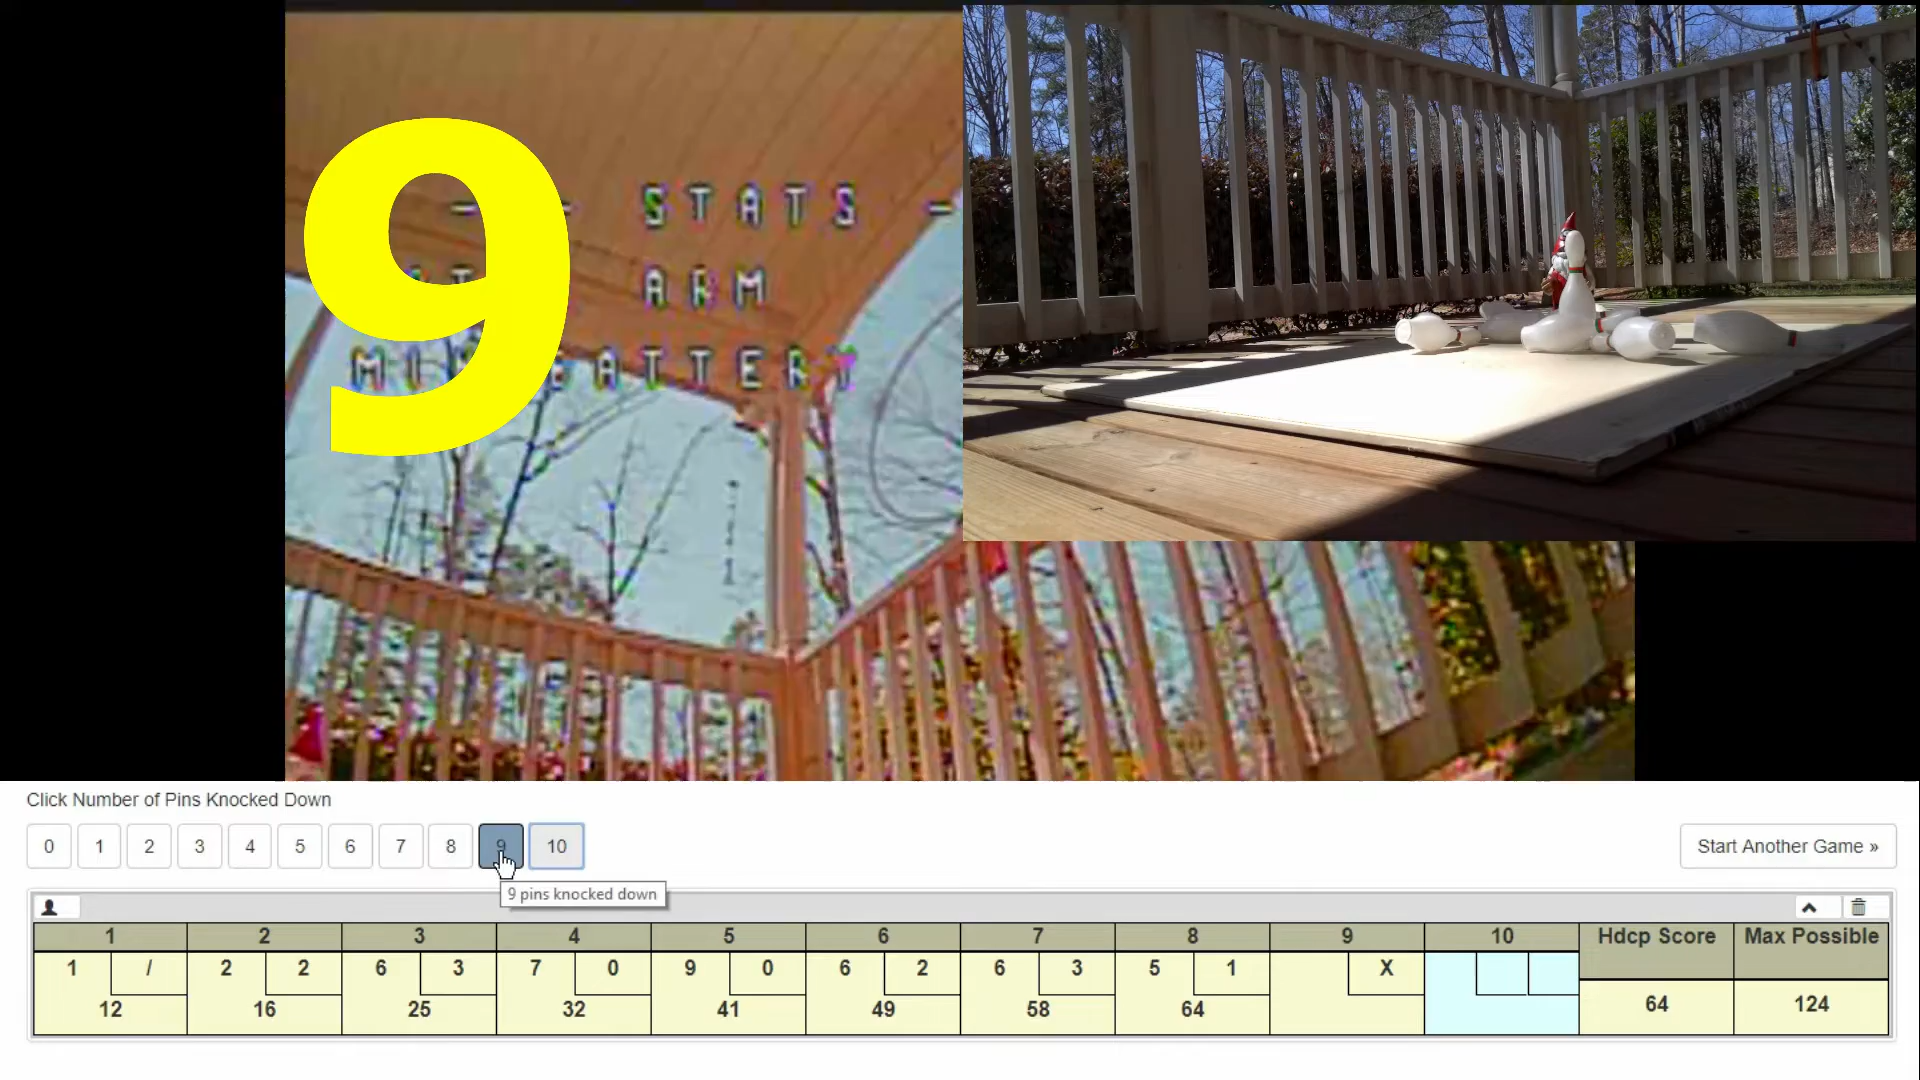 9
STATS
ARM
Click Number of Pins Knocked Down
0 1 2 3 4 5 6 7 8 9 10
Start Another Game »
9 pins knocked down
1 2 3 4 5 6 7 8 9 10 Hdcp Score Max Possible
1 / 2 2 6 3 7 0 9 0 6 2 6 3 5 1 X
12 16 25 32 41 49 58 64 64 124